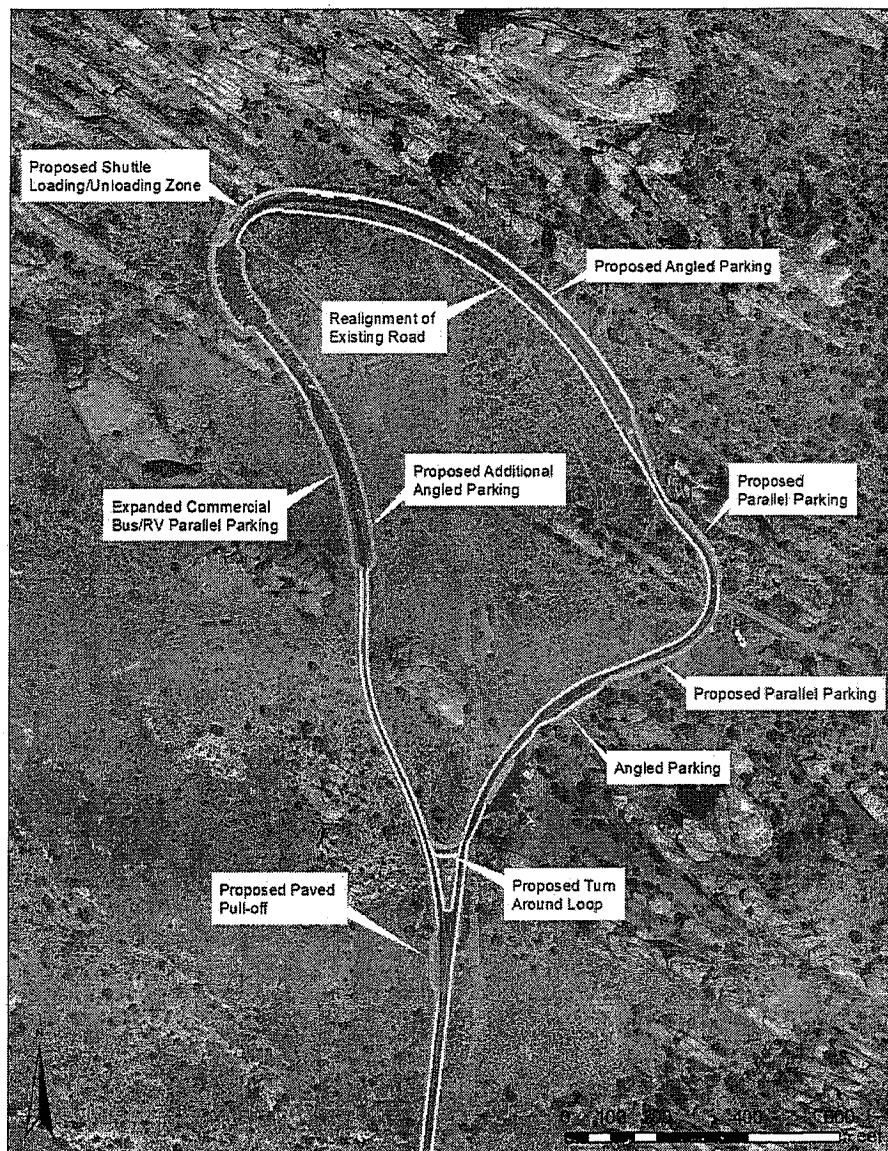 Proposed Shuttle
Loading/Unloading Zone
Proposed Angled Parking
Realignment of
Existing Road
Proposed Additional
Angled Parking
Proposed
Parallel Parking
Expanded Commercial
Bus/RV Parallel Parking
Proposed Parallel Parking
Angled Parking
Proposed Paved
Pull-off
Proposed Turn
Around Loop
0 100 200 400
Feet